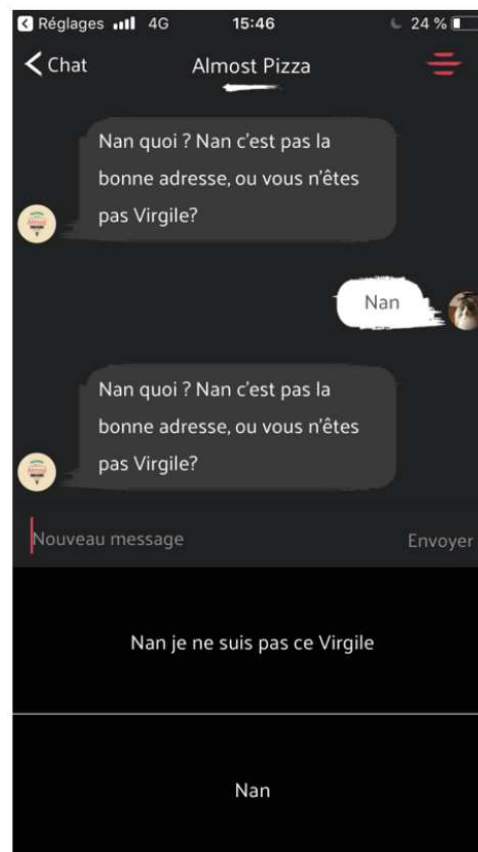 Réglages 4G 15:46 24 %
Chat Almost Pizza
Nan quoi ? Nan c'est pas la
bonne adresse, ou vous n'êtes
pas Virgile?
Nan
Nan quoi ? Nan c'est pas la
bonne adresse, ou vous n'êtes
pas Virgile?
Nouveau message Envoyer
Nan je ne suis pas ce Virgile
Nan